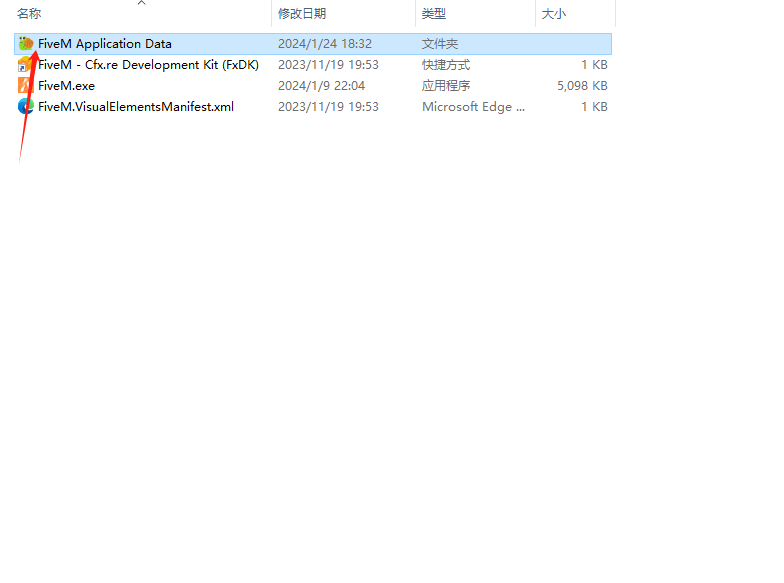 名称 修改日期 类型 大小
FiveM Application Data 2024/1/24 18:32 文件夹
FiveM - Cfx.re Development Kit (FxDK) 2023/11/19 19:53 快捷方式 1 KB
FiveM.exe 2024/1/9 22:04 应用程序 5,098 KB
FiveM.VisualElementsManifest.xml 2023/11/19 19:53 Microsoft Edge ... 1 KB